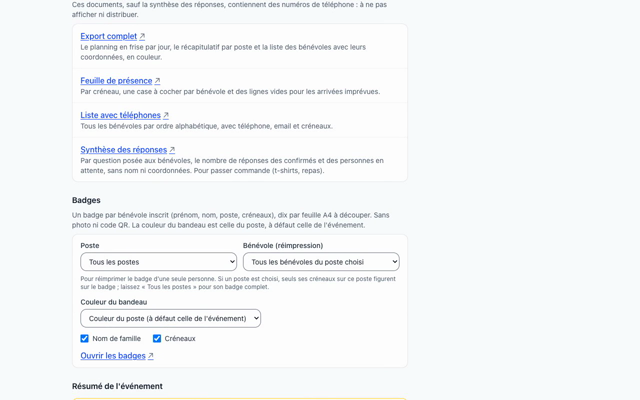 Ces documents, sauf la synthèse des réponses, contiennent des numéros de téléphone : à ne pas
afficher ni distribuer.
Export complet ↗
Le planning en frise par jour, le récapitulatif par poste et la liste des bénévoles avec leurs
coordonnées, en couleur.
Feuille de présence ↗
Par créneau, une case à cocher par bénévole et des lignes vides pour les arrivées imprévues.
Liste avec téléphones ↗
Tous les bénévoles par ordre alphabétique, avec téléphone, email et créneaux.
Synthèse des réponses ↗
Par question posée aux bénévoles, le nombre de réponses des confirmés et des personnes en
attente, sans nom ni coordonnées. Pour passer commande (t-shirts, repas).
Badges
Un badge par bénévole inscrit (prénom, nom, poste, créneaux), dix par feuille A4 à découper. Sans
photo ni code QR. La couleur du bandeau est celle du poste, à défaut celle de l'événement.
Poste
Bénévole (réimpression)
Tous les postes
Tous les bénévoles du poste choisi
Pour réimprimer le badge d'une seule personne. Si un poste est choisi, seuls ses créneaux sur ce poste figurent
sur le badge ; laissez « Tous les postes » pour son badge complet.
Couleur du bandeau
Couleur du poste (à défaut celle de l'événement)
Nom de famille
Créneaux
Ouvrir les badges ↗
Résumé de l'événement